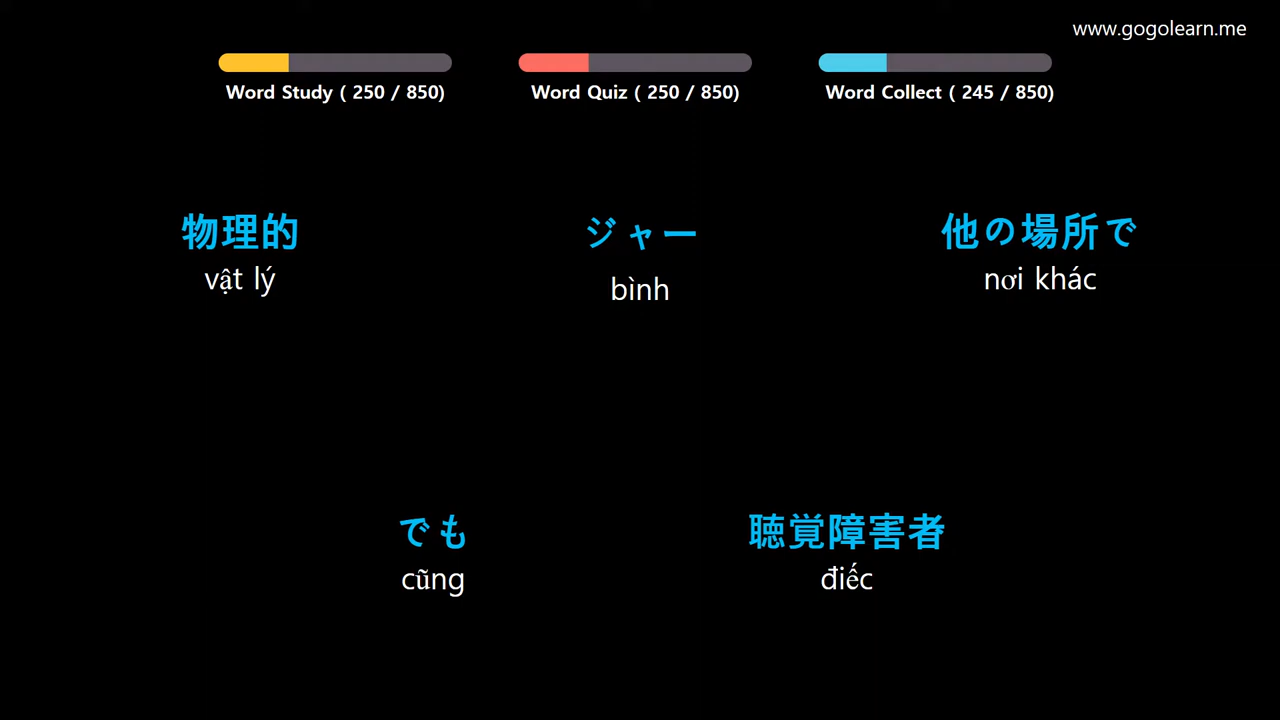 www.gogolearn.me
Word Study ( 250 / 850)
Word Quiz ( 250 / 850)
Word Collect ( 245 / 850)
物理的
vật lý
ジャー
bình
他の場所で
nơi khác
でも
cũng
聴覚障害者
điếc